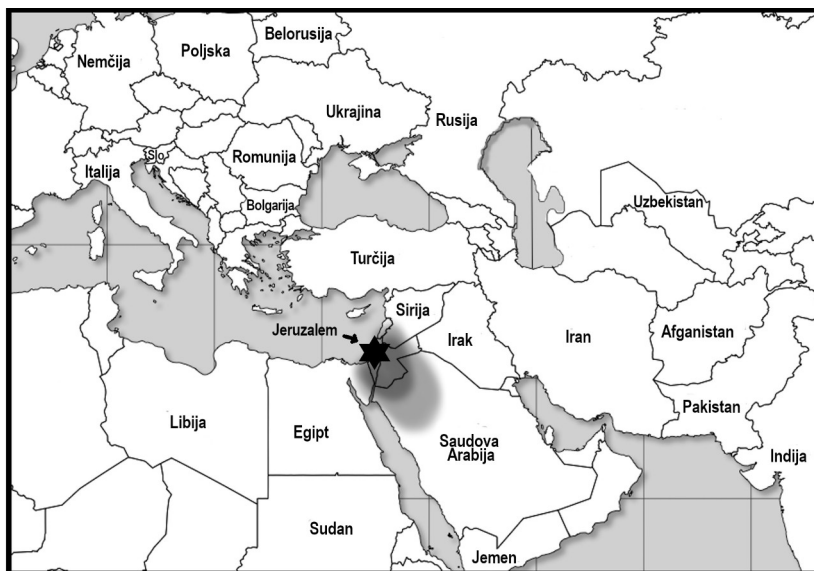 Belorusija
Poljska
Nemčija
Ukrajina
Rusija
Slo
Romunija
Italija
Bolgarija
Uzbekistan
Turčija
Sirija
Jeruzalem
Irak
Iran
Afganistan
Pakistan
Libija
Egipt
Saudova
Arabija
Indija
Sudan
Jemen